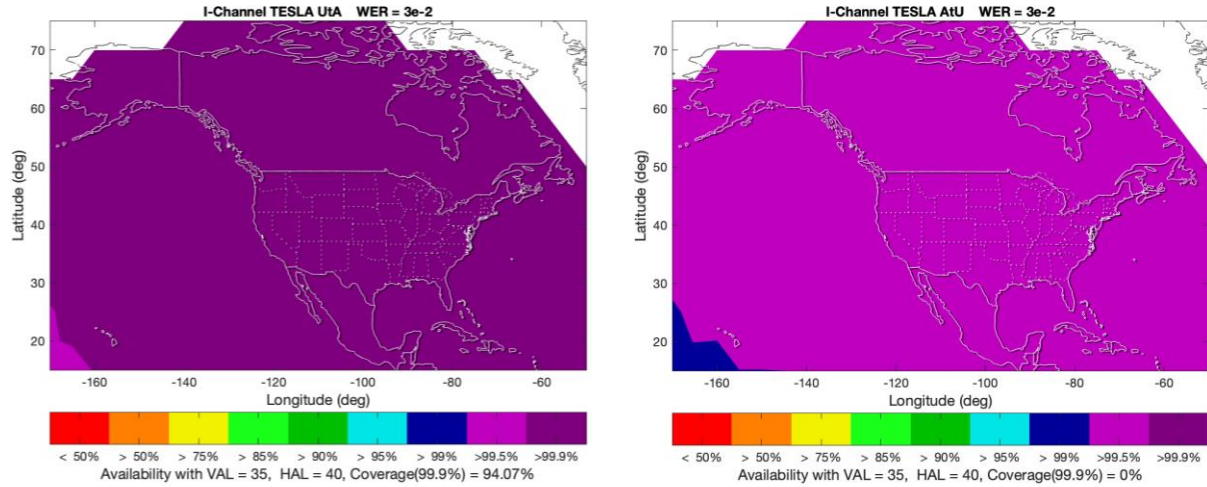 I-Channel TESLA UtA WER = 3e-2
70
60
50
40
30
20
Latitude (deg)
-160 -140 -120 -100 -80 -60
Longitude (deg)
< 50% > 50% > 75% > 85% > 90% > 95% > 99% >99.5% >99.9%
Availability with VAL = 35, HAL = 40, Coverage(99.9%) = 94.07%
I-Channel TESLA AtU WER = 3e-2
70
60
50
40
30
20
Latitude (deg)
-160 -140 -120 -100 -80 -60
Longitude (deg)
< 50% > 50% > 75% > 85% > 90% > 95% > 99% >99.5% >99.9%
Availability with VAL = 35, HAL = 40, Coverage(99.9%) = 0%